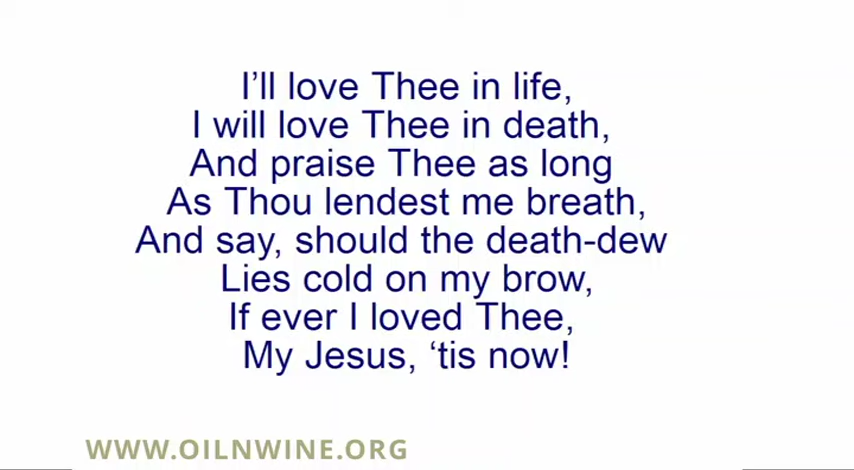 I’ll love Thee in life,
I will love Thee in death,
And praise Thee as long
As Thou lendest me breath,
And say, should the death-dew
Lies cold on my brow,
If ever I loved Thee,
My Jesus, ‘tis now!
WWW.OILNWINE.ORG